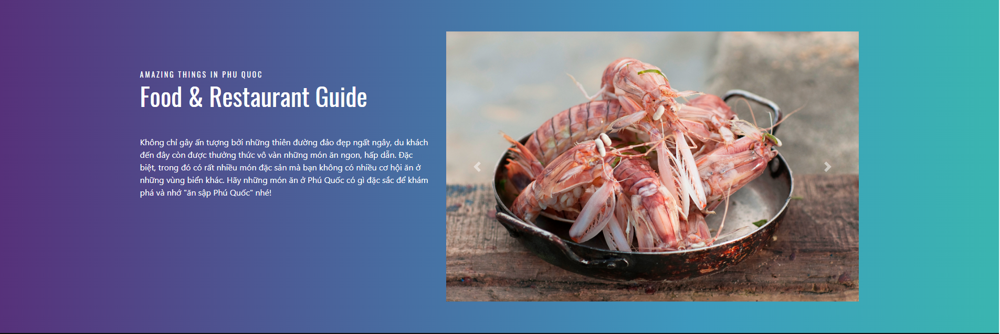 AMAZING THINGS IN PHU QUOC
Food & Restaurant Guide
Không chỉ gây ấn tượng bởi những thiên đường đảo đẹp ngất ngây, du khách
đến đây còn được thưởng thức vô vàn những món ăn ngon, hấp dẫn. Đặc
biệt, trong đó có rất nhiều món đặc sản mà bạn không có nhiều cơ hội ăn ở
những vùng biển khác. Hãy những món ăn ở Phú Quốc có gì đặc sắc để khám
phá và nhớ "ăn sập Phú Quốc" nhé!